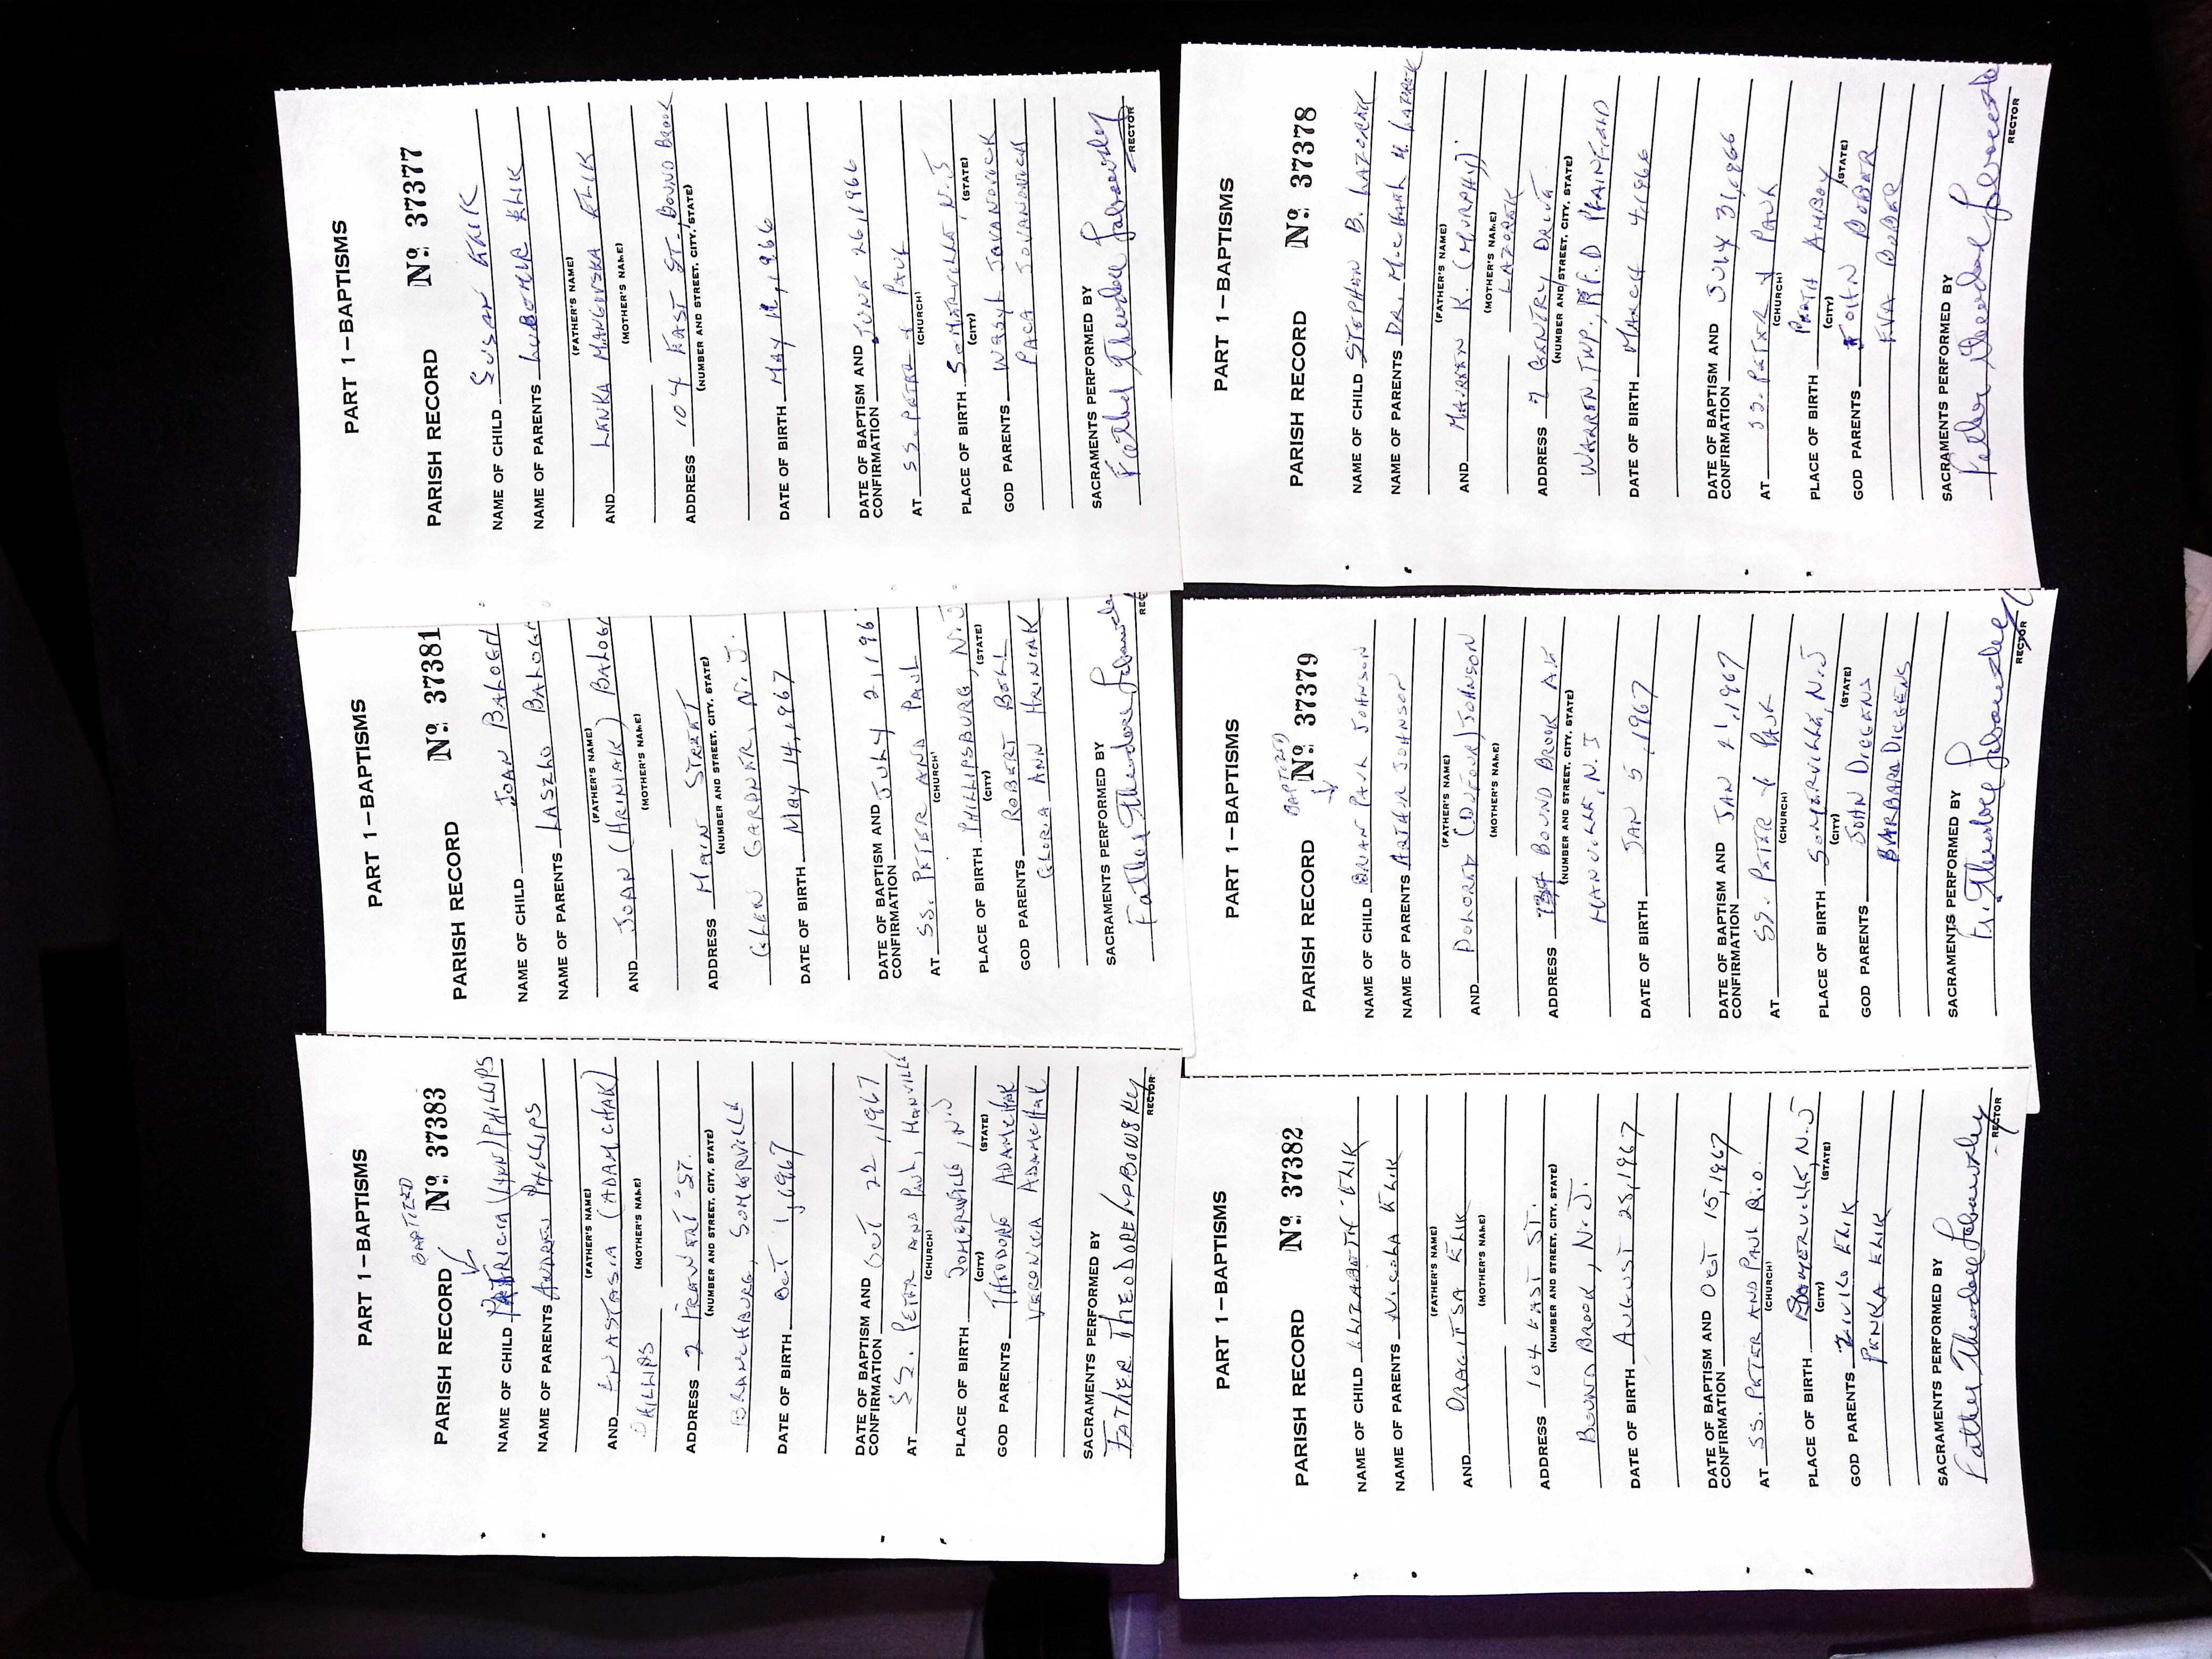 PART 1—BAPTISMS
BAPTIZED
PARISH RECORD Nº 37383
NAME OF CHILD PATRICIA (LYNN) PHILLIPS
NAME OF PARENTS ANDREW PHILLIPS
(FATHER'S NAME)
AND ANASTASIA (ADAMCHAK)
(MOTHER'S NAME)
PHILLIPS
ADDRESS 2 ST.
(NUMBER AND STREET, CITY, STATE)
BRANCHBURG, SOMERVILLE
DATE OF BIRTH OCT 1, 1967
DATE OF BAPTISM AND
CONFIRMATION OCT 22, 1967
AT SS. PETER AND PAUL, MANVILLE
(CHURCH)
PLACE OF BIRTH SOMERVILLE, N.J
(CITY) (STATE)
GOD PARENTS THEODORE ADAMCHAK
VERONICA ADAMCHAK
SACRAMENTS PERFORMED BY
FATHER THEODORE LABOWSKY
RECTOR
PART 1—BAPTISMS
PARISH RECORD Nº 37381
NAME OF CHILD JOAN BALOGH
NAME OF PARENTS LASZLO BALOGH
(FATHER'S NAME)
AND JOAN (HRINIAK) BALOGH
(MOTHER'S NAME)
ADDRESS MAIN STREET
(NUMBER AND STREET, CITY, STATE)
GLEN GARDNER, N.J.
DATE OF BIRTH MAY 14, 1967
DATE OF BAPTISM AND
CONFIRMATION JULY 2, 196
AT SS. PETER AND PAUL
(CHURCH)
PLACE OF BIRTH PHILLIPSBURG, N.J
(CITY) (STATE)
GOD PARENTS ROBERT BELL
GLORIA ANN HRINIAK
SACRAMENTS PERFORMED BY
Father Theodore Labowsky
REC
PART 1—BAPTISMS
PARISH RECORD Nº 37377
NAME OF CHILD SUSAN ELIK
NAME OF PARENTS LUBOMIR ELIK
(FATHER'S NAME)
AND LENKA MANGOVSKA ELIK
(MOTHER'S NAME)
ADDRESS 104 EAST ST., BOUND BROOK
(NUMBER AND STREET, CITY, STATE)
DATE OF BIRTH MAY , 1966
DATE OF BAPTISM AND
CONFIRMATION JUNE 26, 1966
AT SS. PETER & PAUL
(CHURCH)
PLACE OF BIRTH SOMERVILLE, N.J
(CITY) (STATE)
GOD PARENTS WASYL JOVANOVICK
PACA JOVANOVICH
SACRAMENTS PERFORMED BY
Father Theodore Labowsky
RECTOR
PART 1—BAPTISMS
PARISH RECORD Nº 37382
NAME OF CHILD ELIZABETH ELIK
NAME OF PARENTS NICOLA ELIK
(FATHER'S NAME)
AND DRAGITSA ELIK
(MOTHER'S NAME)
ADDRESS 104 EAST ST.
(NUMBER AND STREET, CITY, STATE)
BOUND BROOK, N.J.
DATE OF BIRTH AUGUST 28, 1967
DATE OF BAPTISM AND
CONFIRMATION OCT 15, 1967
AT SS. PETER AND PAUL R.O.
(CHURCH)
PLACE OF BIRTH SOMERVILLE, N.J
(CITY) (STATE)
GOD PARENTS ZIVKO ELIK
PENKA ELIK
SACRAMENTS PERFORMED BY
Father Theodore Labowsky
RECTOR
PART 1—BAPTISMS
BAPTIZED
PARISH RECORD Nº 37379
NAME OF CHILD BRIAN PAUL JOHNSON
NAME OF PARENTS ARTHUR JOHNSON
(FATHER'S NAME)
AND DOLORES (DUFOUR) JOHNSON
(MOTHER'S NAME)
ADDRESS 734 BOUND BROOK AE
(NUMBER AND STREET, CITY, STATE)
MANVILLE, N.J
DATE OF BIRTH JAN 5, 1967
DATE OF BAPTISM AND
CONFIRMATION JAN 21, 1967
AT SS. PETER & PAUL
(CHURCH)
PLACE OF BIRTH SOMERVILLE, N.J
(CITY) (STATE)
GOD PARENTS JOHN DIGGENS
BARBARA DIGGENS
SACRAMENTS PERFORMED BY
Fr. Theodore Labowsky
RECTOR
PART 1—BAPTISMS
PARISH RECORD Nº 37378
NAME OF CHILD STEPHEN B. LAZOREK
NAME OF PARENTS DR. MICHAEL H. LAZOREK
(FATHER'S NAME)
AND MAUREEN K. (MURPHY)
(MOTHER'S NAME)
LAZOREK
ADDRESS 7 GENTRY DRIVE
(NUMBER AND STREET, CITY, STATE)
WARREN, TWP., R.F.D PLAINFIELD
DATE OF BIRTH MARCH 4, 1966
DATE OF BAPTISM AND
CONFIRMATION JULY 31, 1966
AT SS. PETER & PAUL
(CHURCH)
PLACE OF BIRTH PERTH AMBOY
(CITY) (STATE)
GOD PARENTS JOHN BOBER
EVA BOBER
SACRAMENTS PERFORMED BY
Father Theodore Labowsky
RECTOR